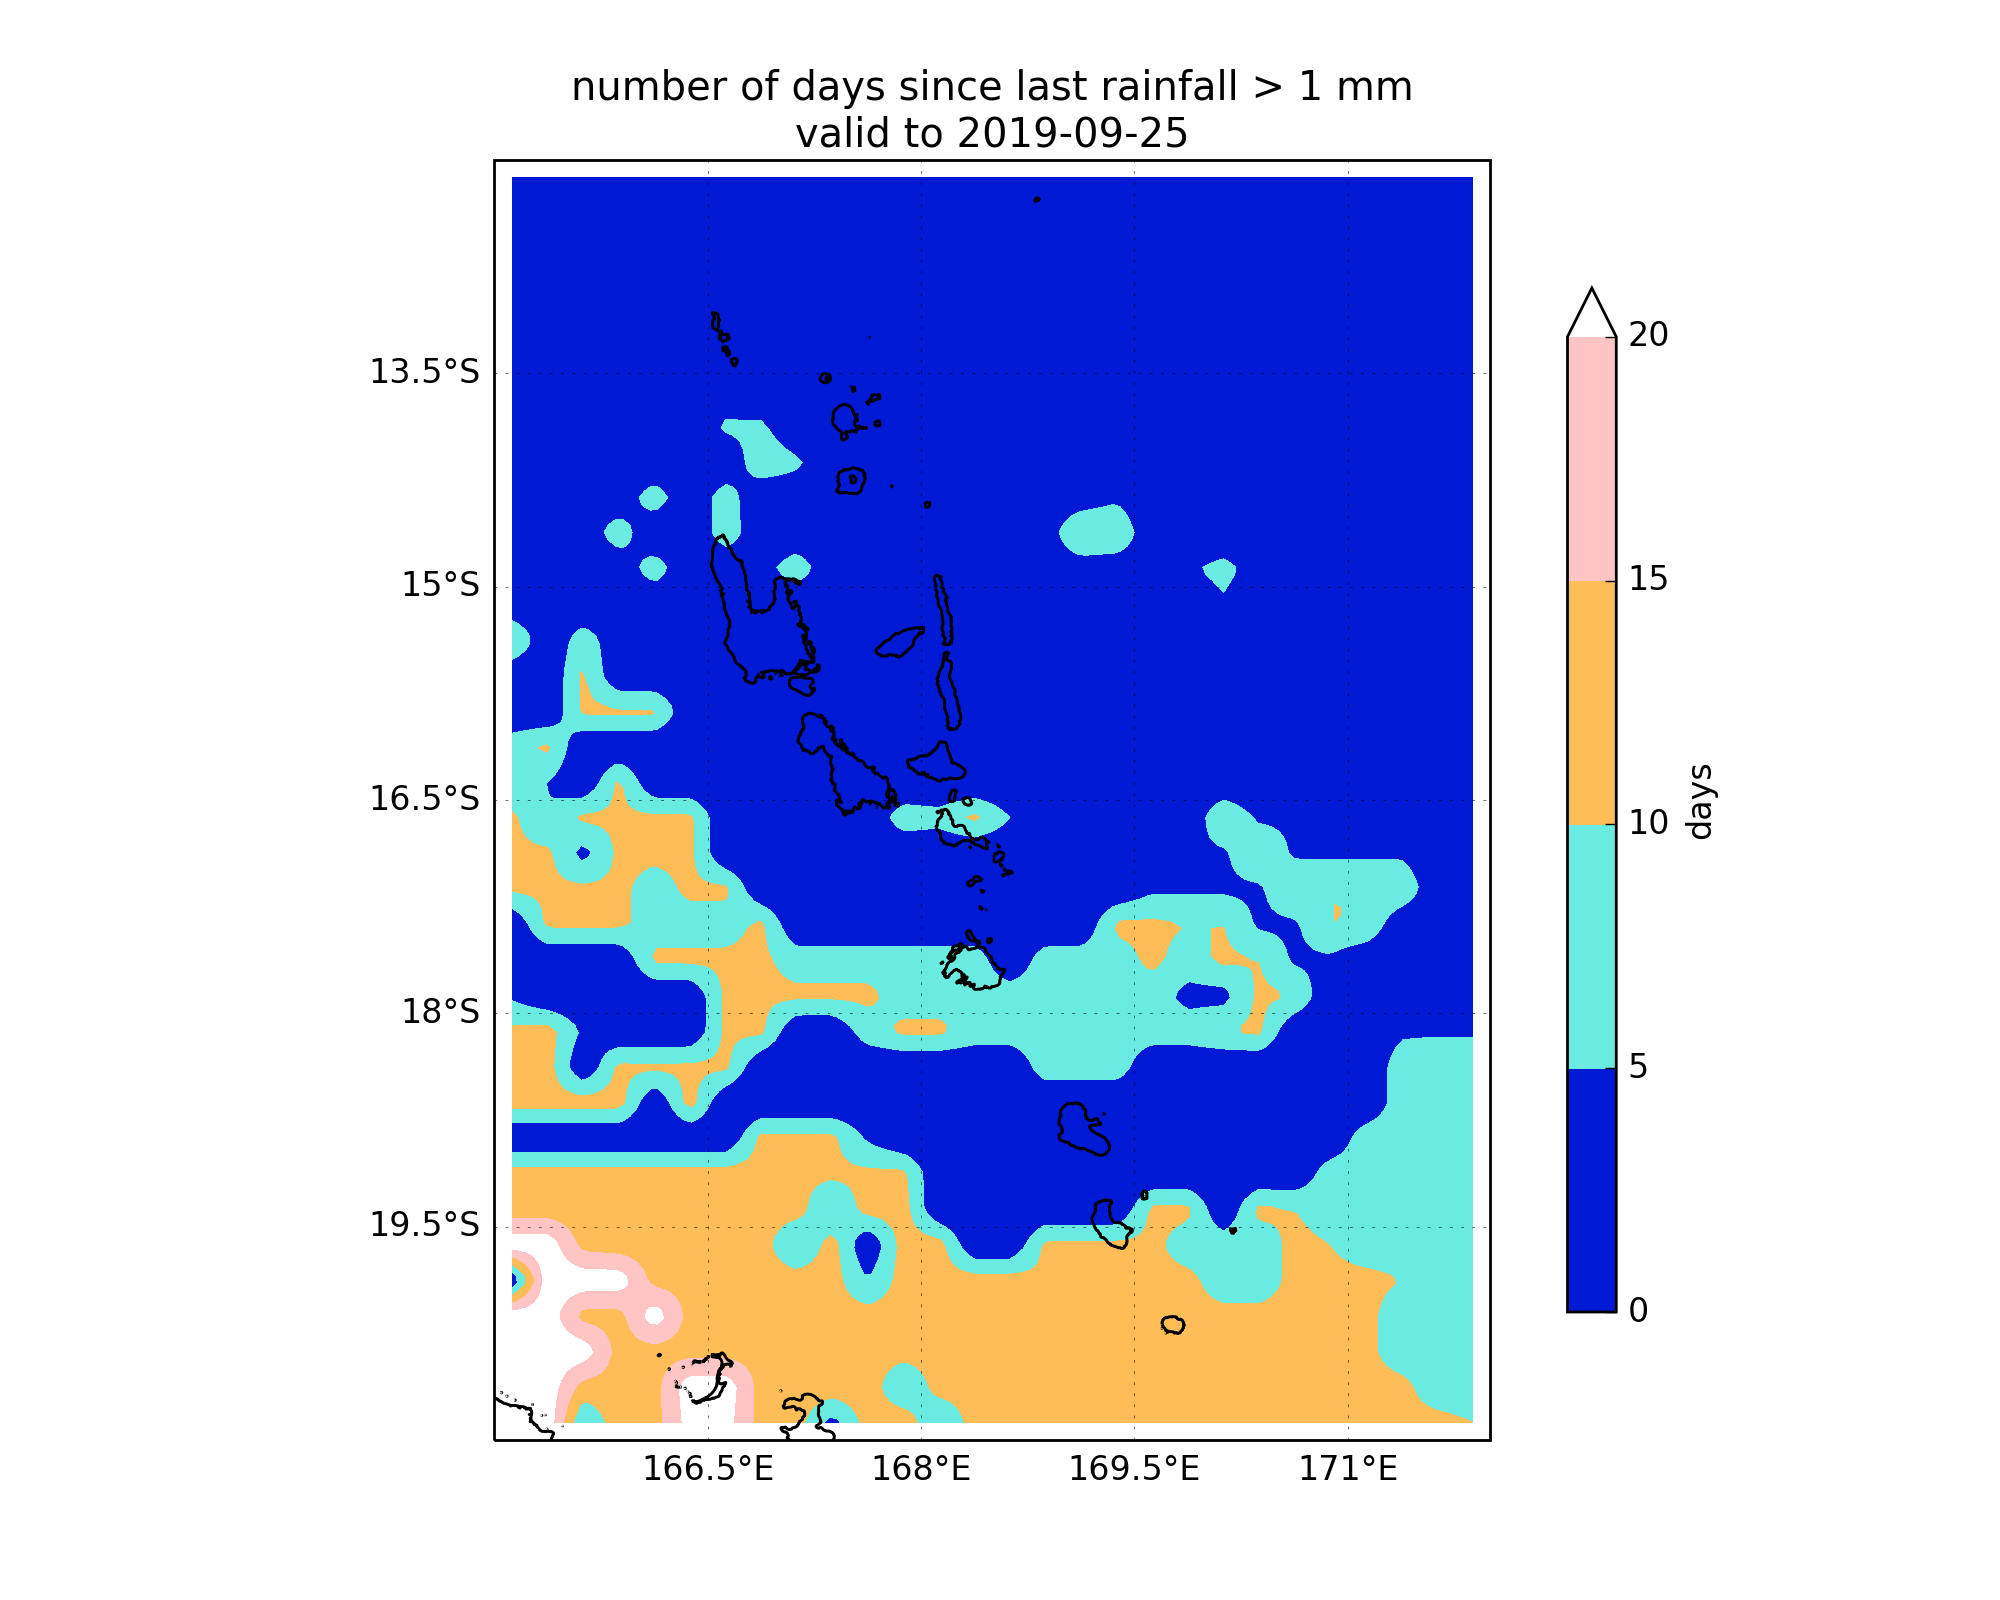 number of days since last rainfall > 1 mm
valid to 2019-09-25
13.5°S
15°S
16.5°S
18°S
19.5°S
166.5°E
168°E
169.5°E
171°E
20
15
10
5
0
days